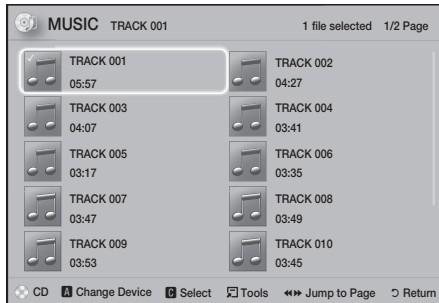 MUSIC TRACK 001 1 file selected 1/2 Page
TRACK 001 TRACK 002
05:57 04:27
TRACK 003 TRACK 004
04:07 03:41
TRACK 005 TRACK 006
03:17 03:35
TRACK 007 TRACK 008
03:47 03:49
TRACK 009 TRACK 010
03:53 03:45
CD A Change Device C Select Tools Jump to Page Return